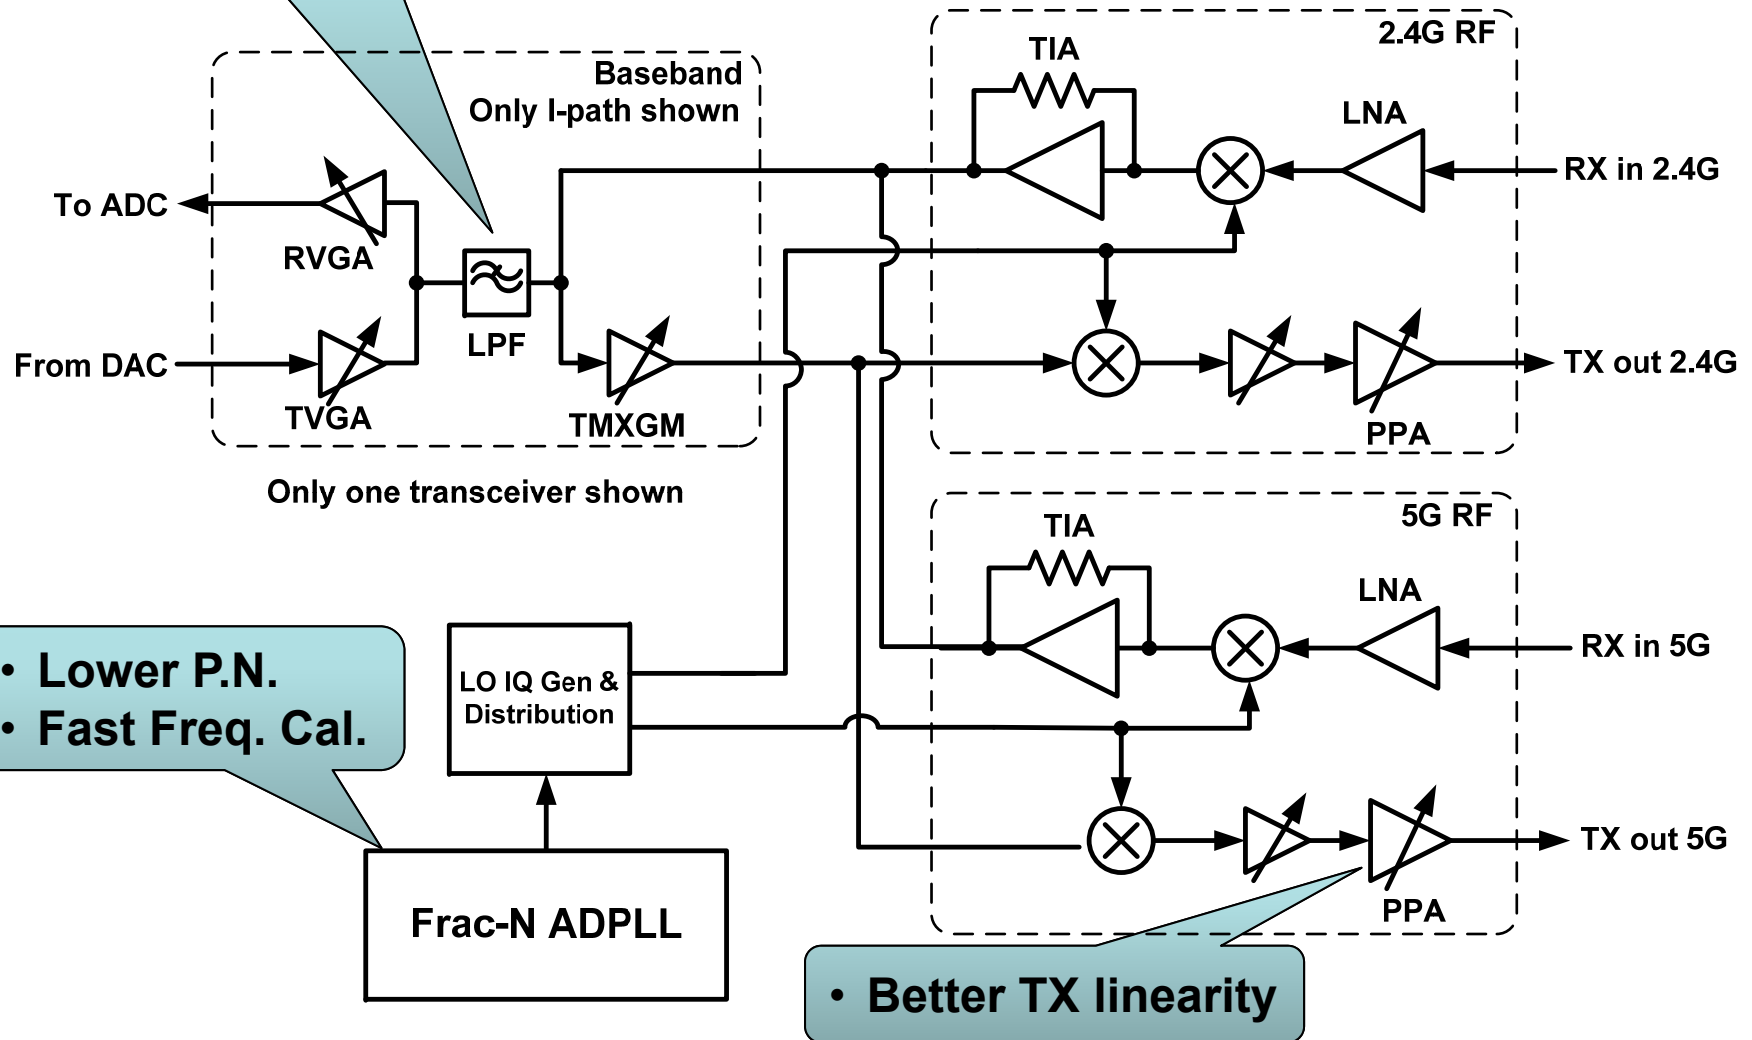 2.4G RF
TIA
Baseband
Only I-path shown
LNA
RX in 2.4G
To ADC
RVGA
LPF
From DAC
TX out 2.4G
TVGA
TMXGM
PPA
Only one transceiver shown
5G RF
TIA
LNA
RX in 5G
• Lower P.N.
• Fast Freq. Cal.
LO IQ Gen &
Distribution
TX out 5G
PPA
Frac-N ADPLL
• Better TX linearity